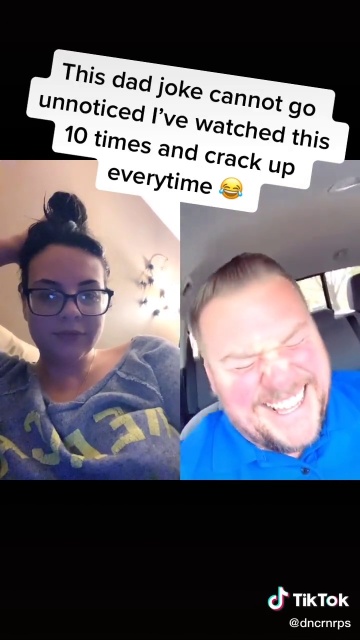 This dad joke cannot go
unnoticed I've watched this
10 times and crack up
everytime 😂
TikTok
@dncrnrps